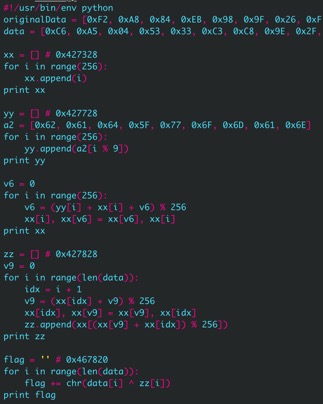 #!/usr/bin/env python
originalData = [0xF2, 0xA8, 0x84, 0xEB, 0x98, 0x9F, 0x26, 0xF
data = [0xC6, 0xA5, 0x04, 0x53, 0x33, 0xC3, 0xC8, 0x9E, 0x2F,
xx = [] # 0x427328
for i in range(256):
    xx.append(i)
print xx
yy = [] # 0x427728
a2 = [0x62, 0x61, 0x64, 0x5F, 0x77, 0x6F, 0x6D, 0x61, 0x6E]
for i in range(256):
    yy.append(a2[i % 9])
print yy
v6 = 0
for i in range(256):
    v6 = (yy[i] + xx[i] + v6) % 256
    xx[i], xx[v6] = xx[v6], xx[i]
print xx
zz = [] # 0x427828
v9 = 0
for i in range(len(data)):
    idx = i + 1
    v9 = (xx[idx] + v9) % 256
    xx[idx], xx[v9] = xx[v9], xx[idx]
    zz.append(xx[(xx[v9] + xx[idx]) % 256])
print zz
flag = '' # 0x467820
for i in range(len(data)):
    flag += chr(data[i] ^ zz[i])
print flag